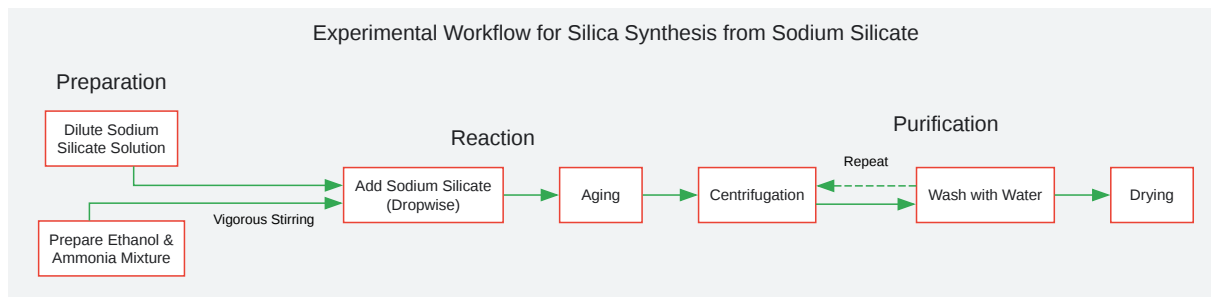 Experimental Workflow for Silica Synthesis from Sodium Silicate
Preparation
Dilute Sodium
Silicate Solution
Prepare Ethanol &
Ammonia Mixture
Vigorous Stirring
Reaction
Add Sodium Silicate
(Dropwise)
Aging
Purification
Centrifugation
Repeat
Wash with Water
Drying